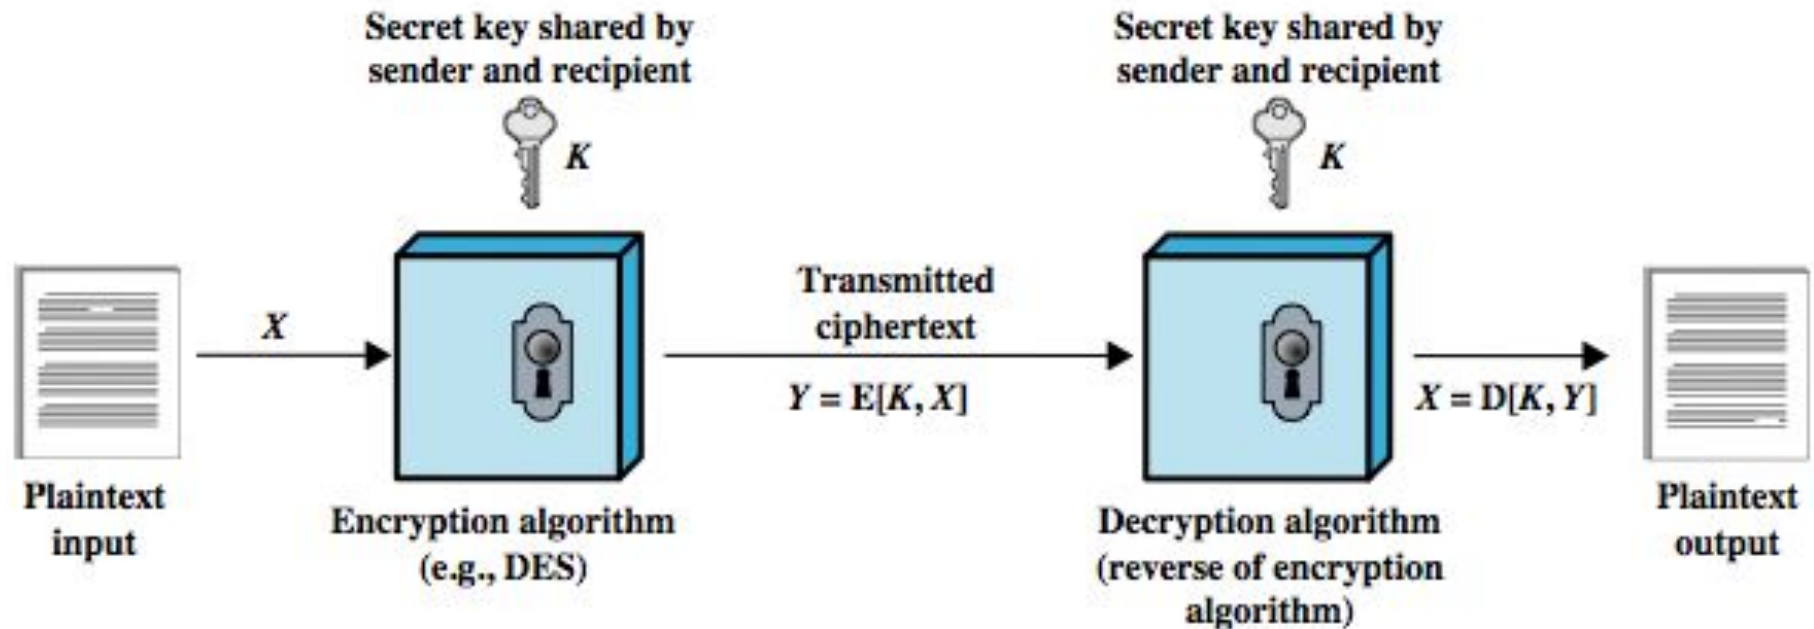 Secret key shared by
sender and recipient
K
Secret key shared by
sender and recipient
K
X
Transmitted
ciphertext
Y = E[K, X]
X = D[K, Y]
Plaintext
input
Encryption algorithm
(e.g., DES)
Decryption algorithm
(reverse of encryption
algorithm)
Plaintext
output